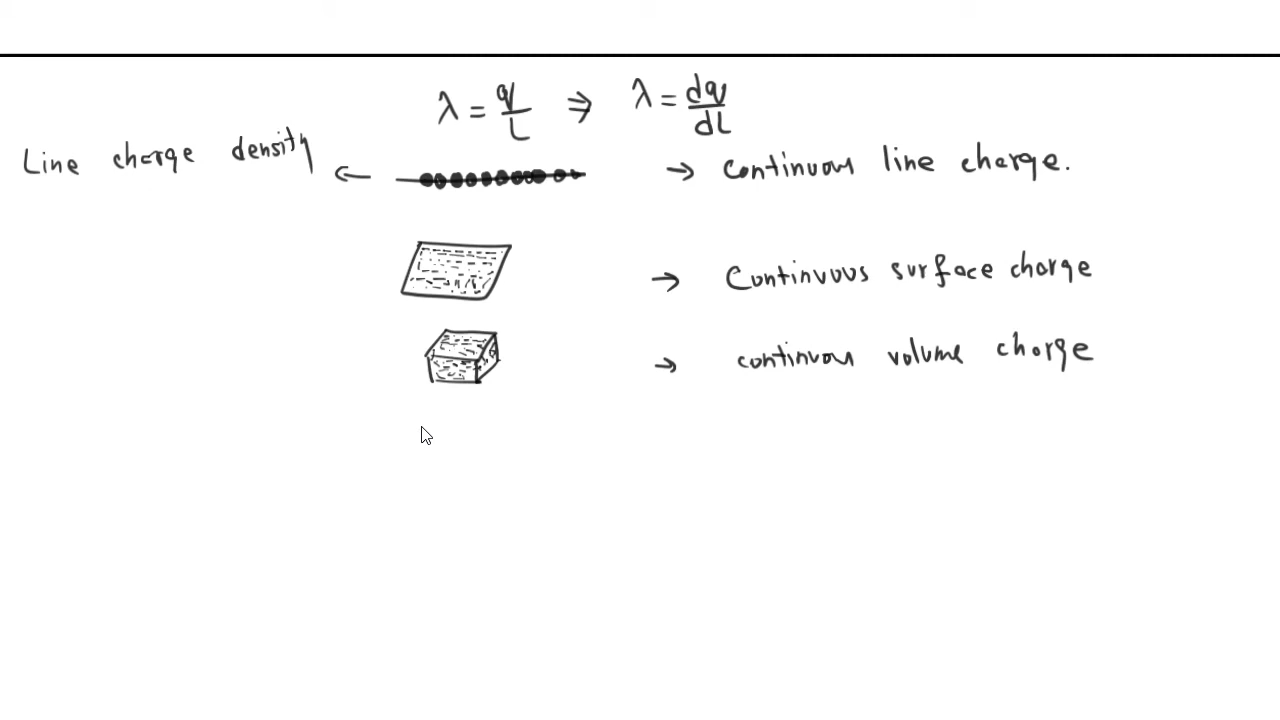 λ = q/L ⇒ λ = dq/dL
Line charge density ← → continuous line charge.
→ Continuous surface charge
→ continuous volume charge